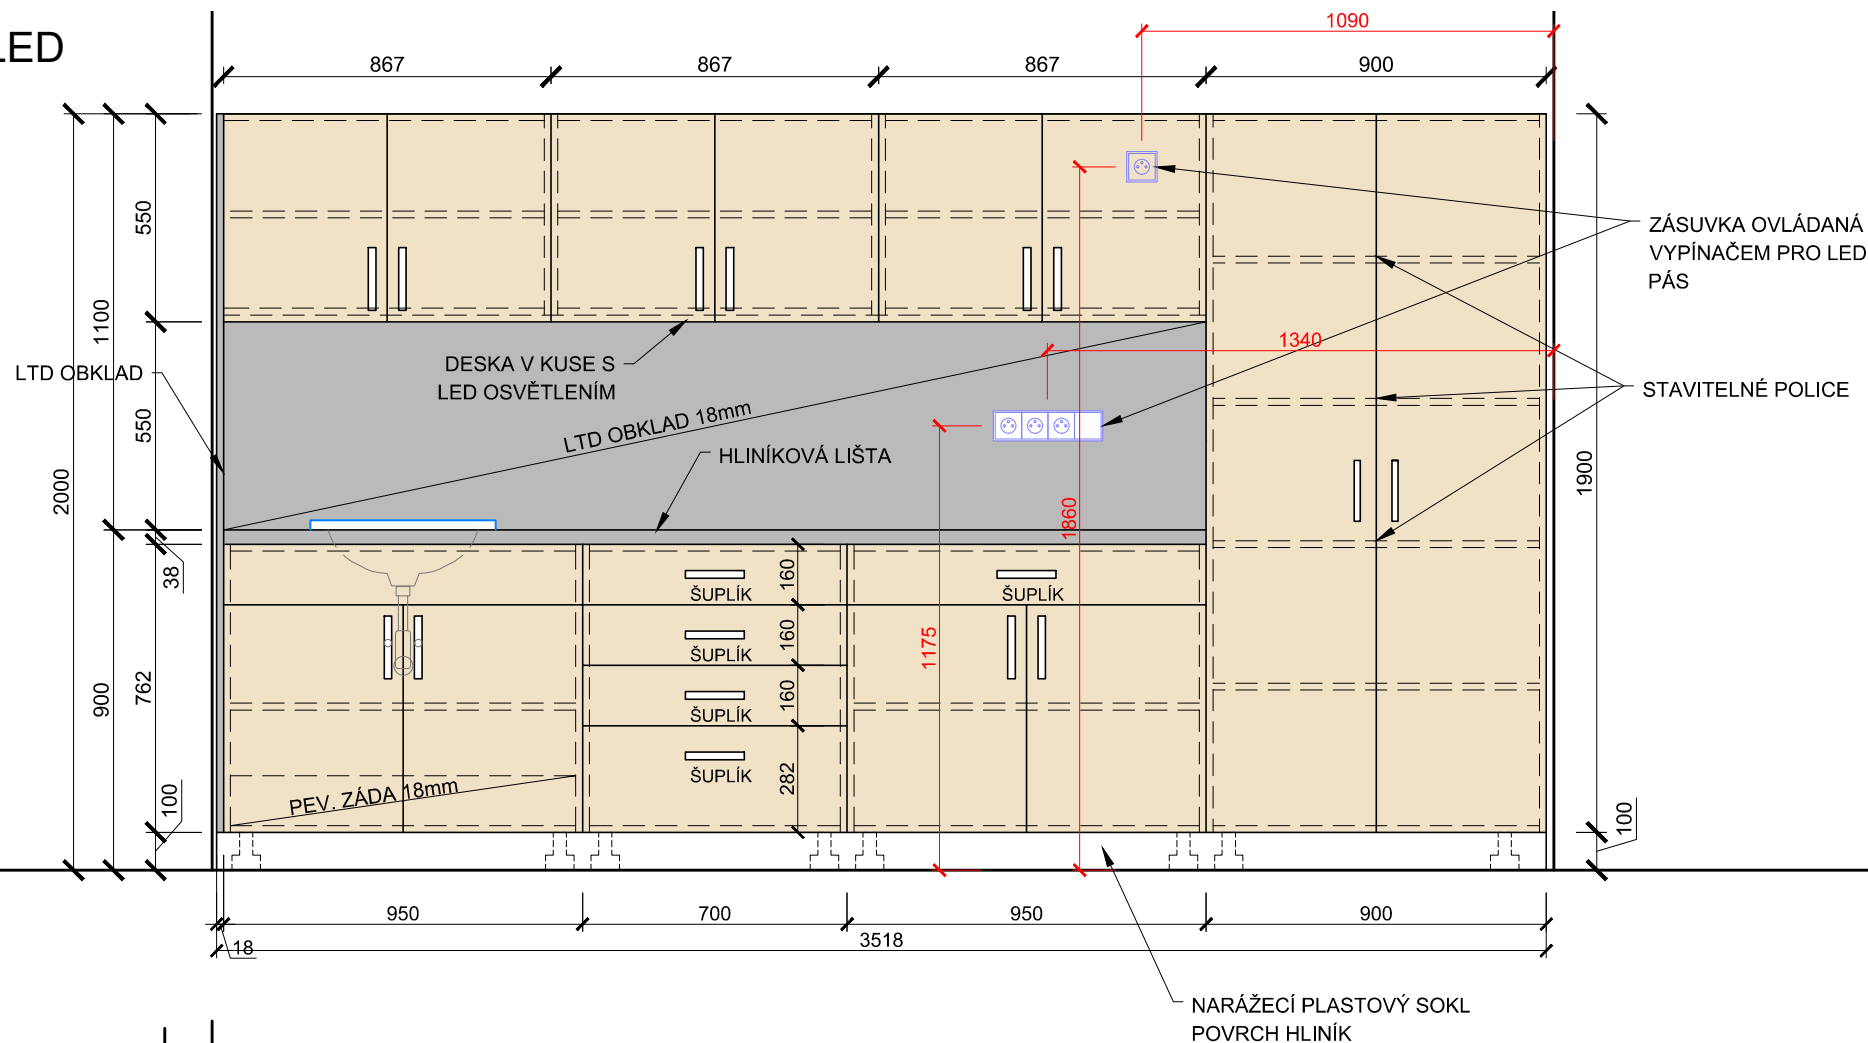 LED
1090
867
867
867
900
550
1100
ZÁSUVKA OVLÁDANÁ
VYPÍNAČEM PRO LED
PÁS
1340
DESKA V KUSE S
LED OSVĚTLENÍM
LTD OBKLAD
STAVITELNÉ POLICE
550
LTD OBKLAD 18mm
HLINÍKOVÁ LIŠTA
2000
1900
1860
38
160
ŠUPLÍK
ŠUPLÍK
160
ŠUPLÍK
1175
762
900
160
ŠUPLÍK
282
ŠUPLÍK
PEV. ZÁDA 18mm
100
100
950
700
950
900
18
3518
NARÁŽECÍ PLASTOVÝ SOKL
POVRCH HLINÍK